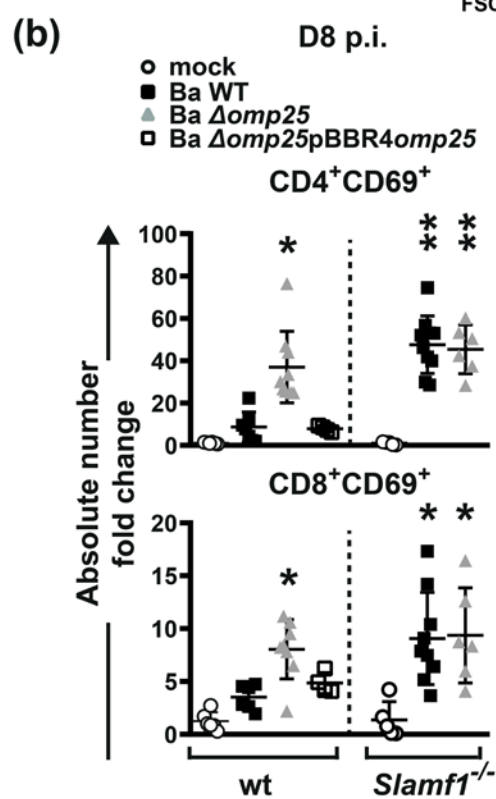 FSC
(b)
D8 p.i.
mock
Ba WT
Ba Δomp25
Ba Δomp25pBBR4omp25
CD4+CD69+
Absolute number
fold change
100
80
60
40
20
0
*
**
**
CD8+CD69+
20
15
10
5
0
*
*
*
wt
Slamf1-/-